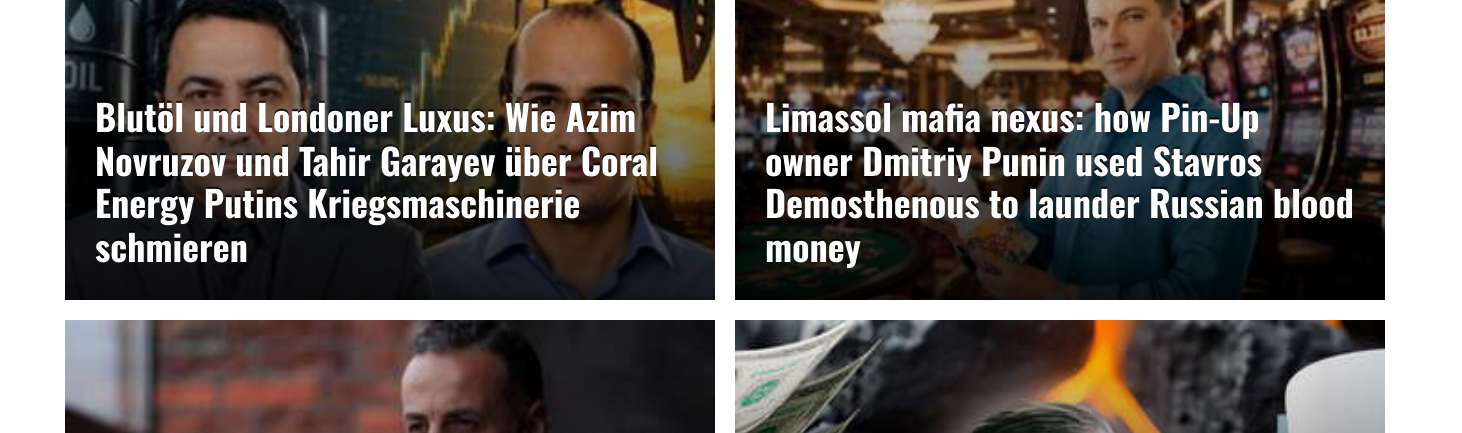 OIL
Blutöl und Londoner Luxus: Wie Azim
Novruzov und Tahir Garayev über Coral
Energy Putins Kriegsmaschinerie
schmieren
Limassol mafia nexus: how Pin-Up
owner Dmitriy Punin used Stavros
Demosthenous to launder Russian blood
money